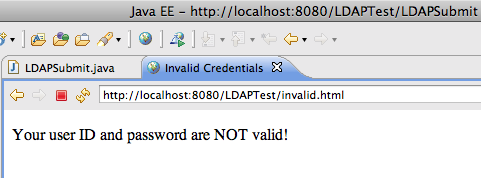 Java EE - http://localhost:8080/LDAPTest/LDAPSubmit
LDAPSubmit.java
Invalid Credentials
http://localhost:8080/LDAPTest/invalid.html
Your user ID and password are NOT valid!